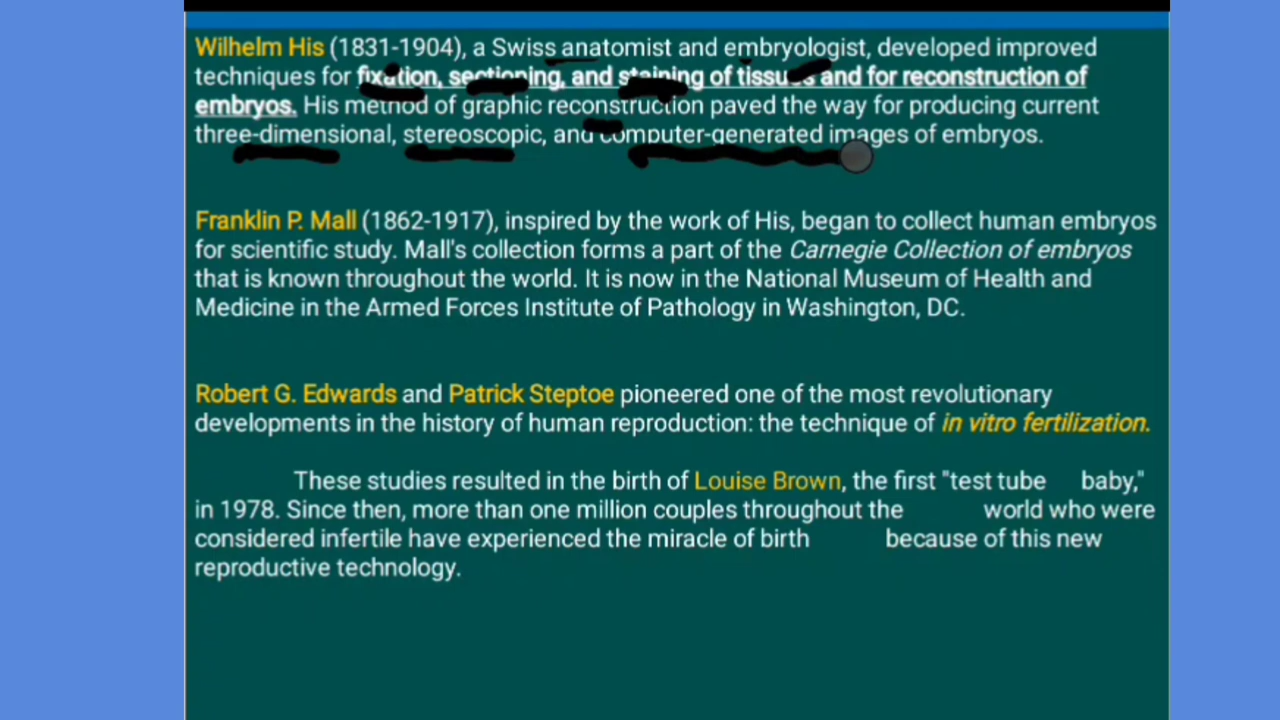 Wilhelm His (1831-1904), a Swiss anatomist and embryologist, developed improved
techniques for fixation, sectioning, and staining of tissues and for reconstruction of
embryos. His method of graphic reconstruction paved the way for producing current
three-dimensional, stereoscopic, and computer-generated images of embryos.
Franklin P. Mall (1862-1917), inspired by the work of His, began to collect human embryos
for scientific study. Mall's collection forms a part of the Carnegie Collection of embryos
that is known throughout the world. It is now in the National Museum of Health and
Medicine in the Armed Forces Institute of Pathology in Washington, DC.
Robert G. Edwards and Patrick Steptoe pioneered one of the most revolutionary
developments in the history of human reproduction: the technique of in vitro fertilization.
These studies resulted in the birth of Louise Brown, the first "test tube baby,"
in 1978. Since then, more than one million couples throughout the world who were
considered infertile have experienced the miracle of birth because of this new
reproductive technology.